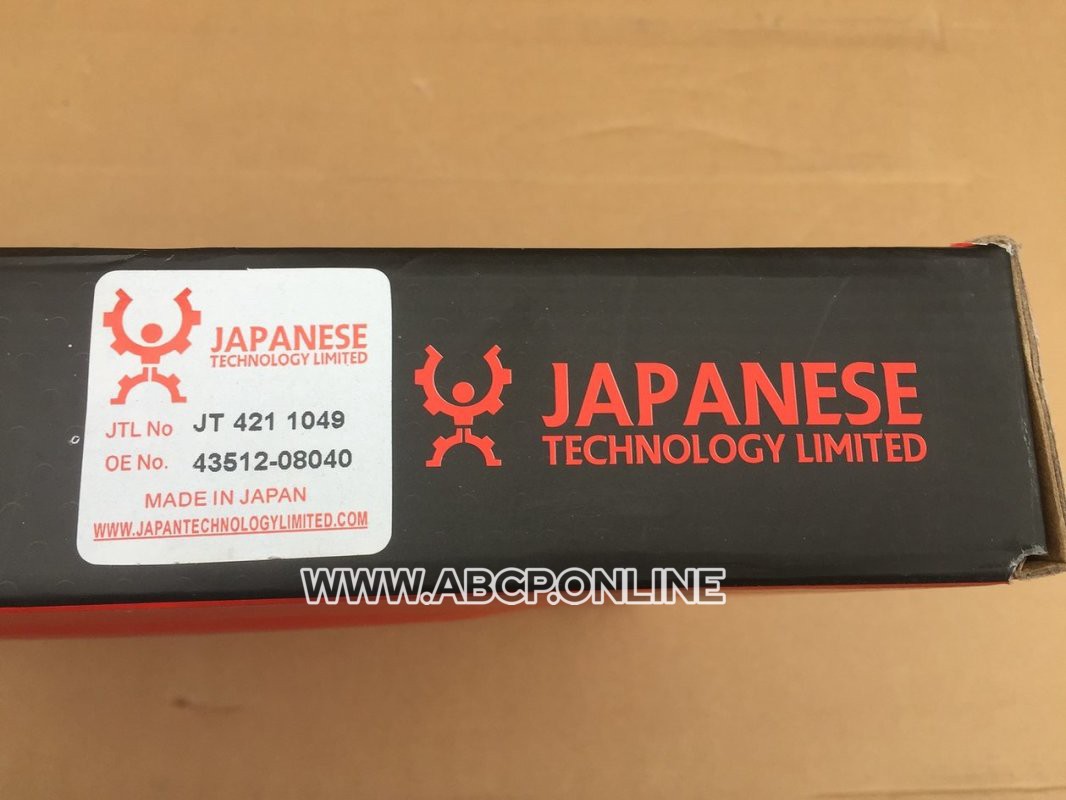 JAPANESE
TECHNOLOGY LIMITED
JTL No JT 421 1049
OE No. 43512-08040
MADE IN JAPAN
WWW.JAPANTECHNOLOGYLIMITED.COM
JAPANESE
TECHNOLOGY LIMITED
WWW.ABCP.ONLINE